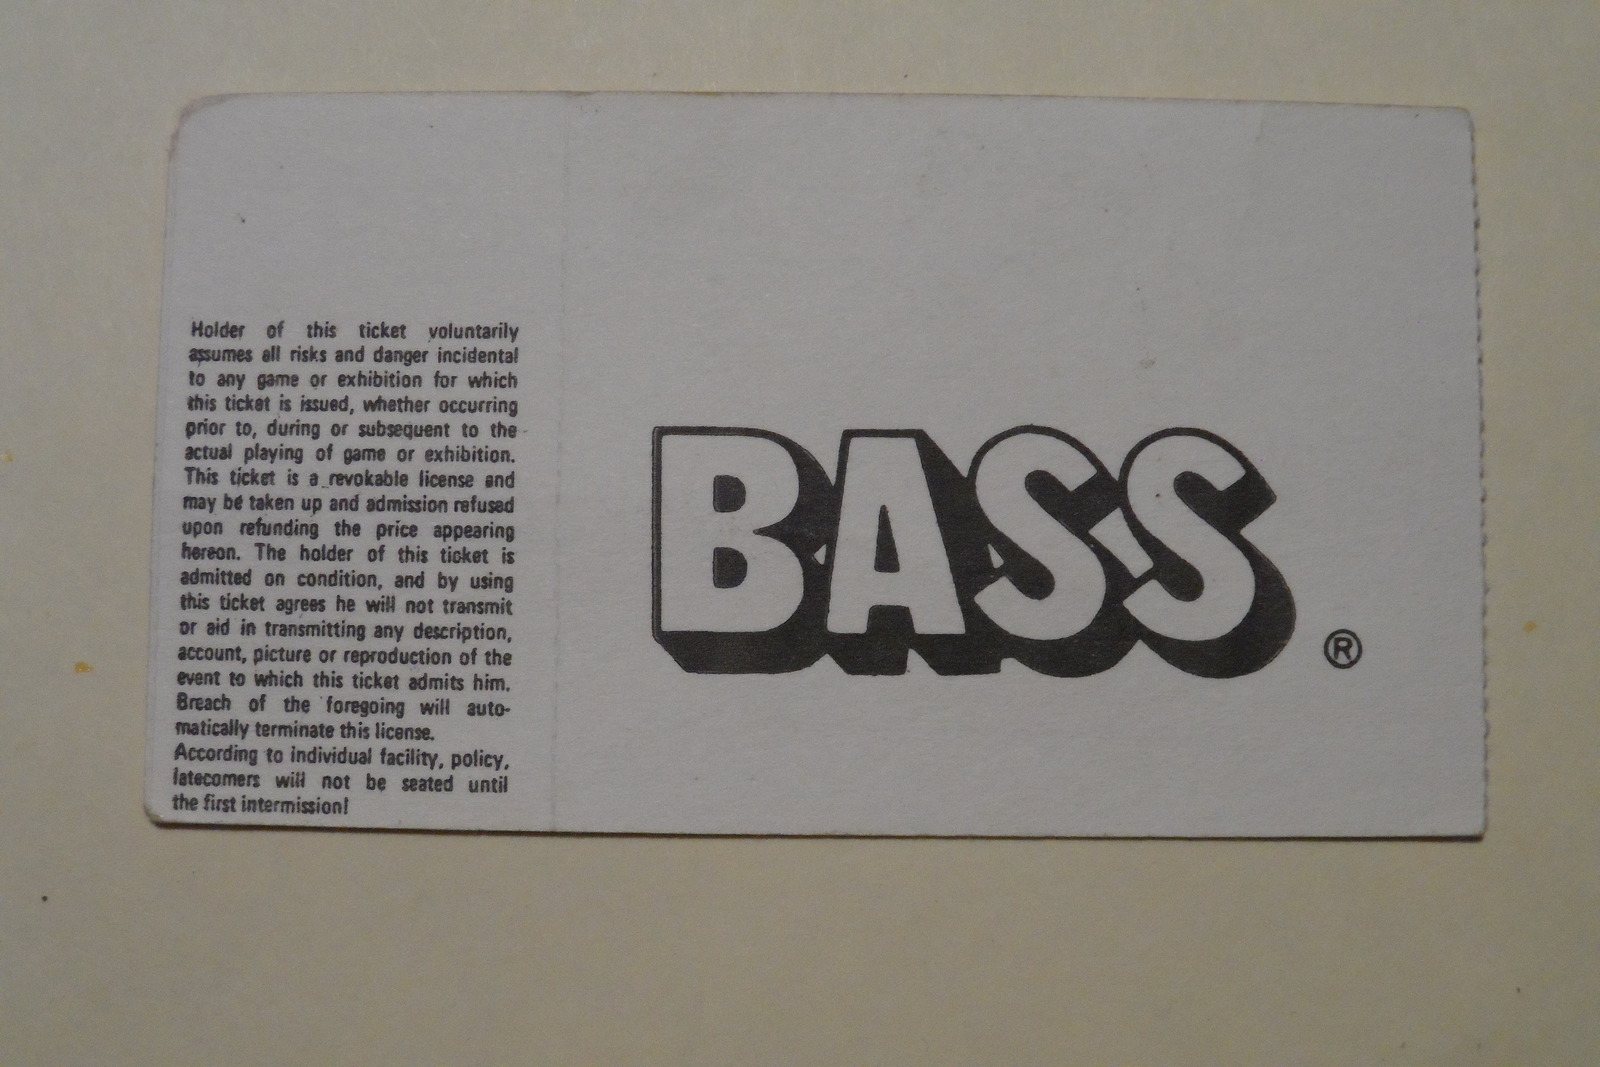 Holder of this ticket voluntarily
assumes all risks and danger incidental
to any game or exhibition for which
this ticket is issued, whether occurring
prior to, during or subsequent to the
actual playing of game or exhibition.
This ticket is a revokable license and
may be taken up and admission refused
upon refunding the price appearing
hereon. The holder of this ticket is
admitted on condition, and by using
this ticket agrees he will not transmit
or aid in transmitting any description,
account, picture or reproduction of the
event to which this ticket admits him.
Breach of the foregoing will auto-
matically terminate this license.
According to individual facility, policy,
latecomers will not be seated until
the first intermission!
BASS ®